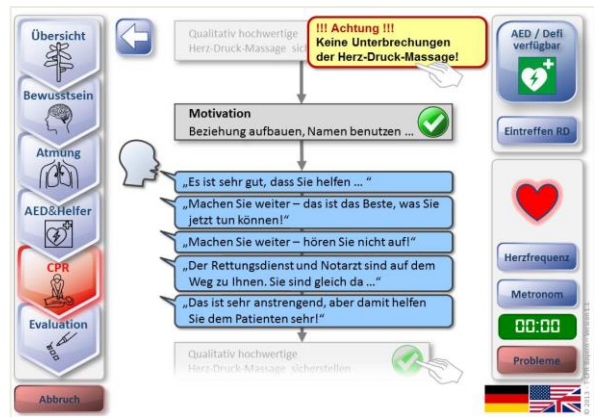 Übersicht
Bewusstsein
Atmung
AED&Helfer
CPR
Evaluation
Abbruch
Qualitativ hochwertige
Herz-Druck-Massage
!!! Achtung !!!
Keine Unterbrechungen
der Herz-Druck-Massage!
Motivation
Beziehung aufbauen, Namen benutzen ...
„Es ist sehr gut, dass Sie helfen ... “
„Machen Sie weiter – das ist das Beste, was Sie
jetzt tun können!“
„Machen Sie weiter – hören Sie nicht auf!“
„Der Rettungsdienst und Notarzt sind auf dem
Weg zu Ihnen. Sie sind gleich da ...“
„Das ist sehr anstrengend, aber damit helfen
Sie dem Patienten sehr!“
Qualitativ hochwertige
Herz-Druck-Massage sicherstellen
AED / Defi
verfügbar
Eintreffen RD
Herzfrequenz
Metronom
00:00
Probleme